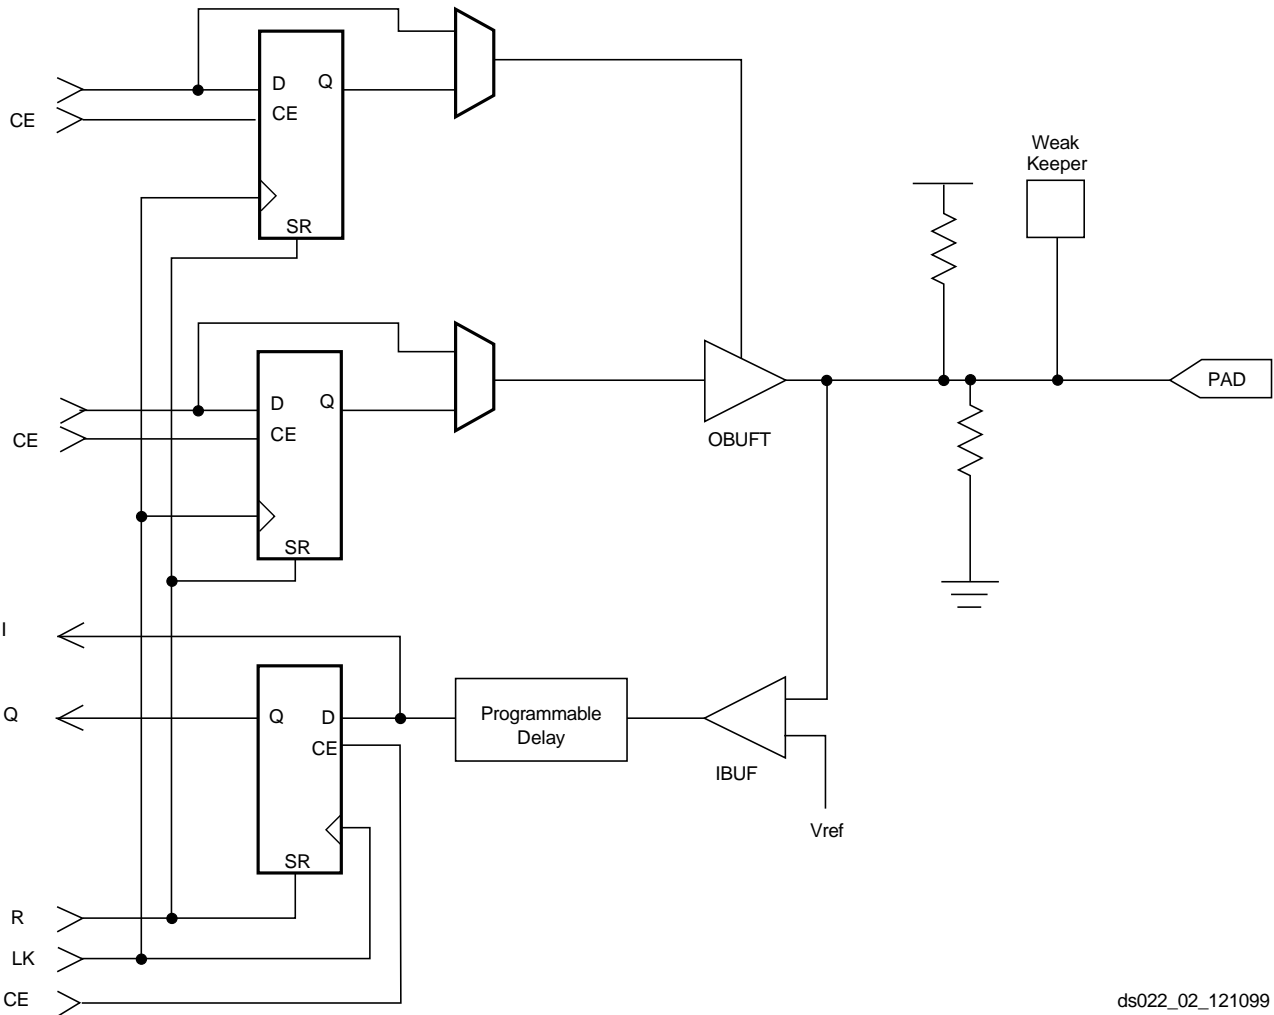 D Q
CE CE
SR
Weak
Keeper
D Q
CE CE
SR
OBUFT
PAD
I
Q Q D
CE
SR
Programmable
Delay
IBUF
Vref
R
LK
CE
ds022_02_121099